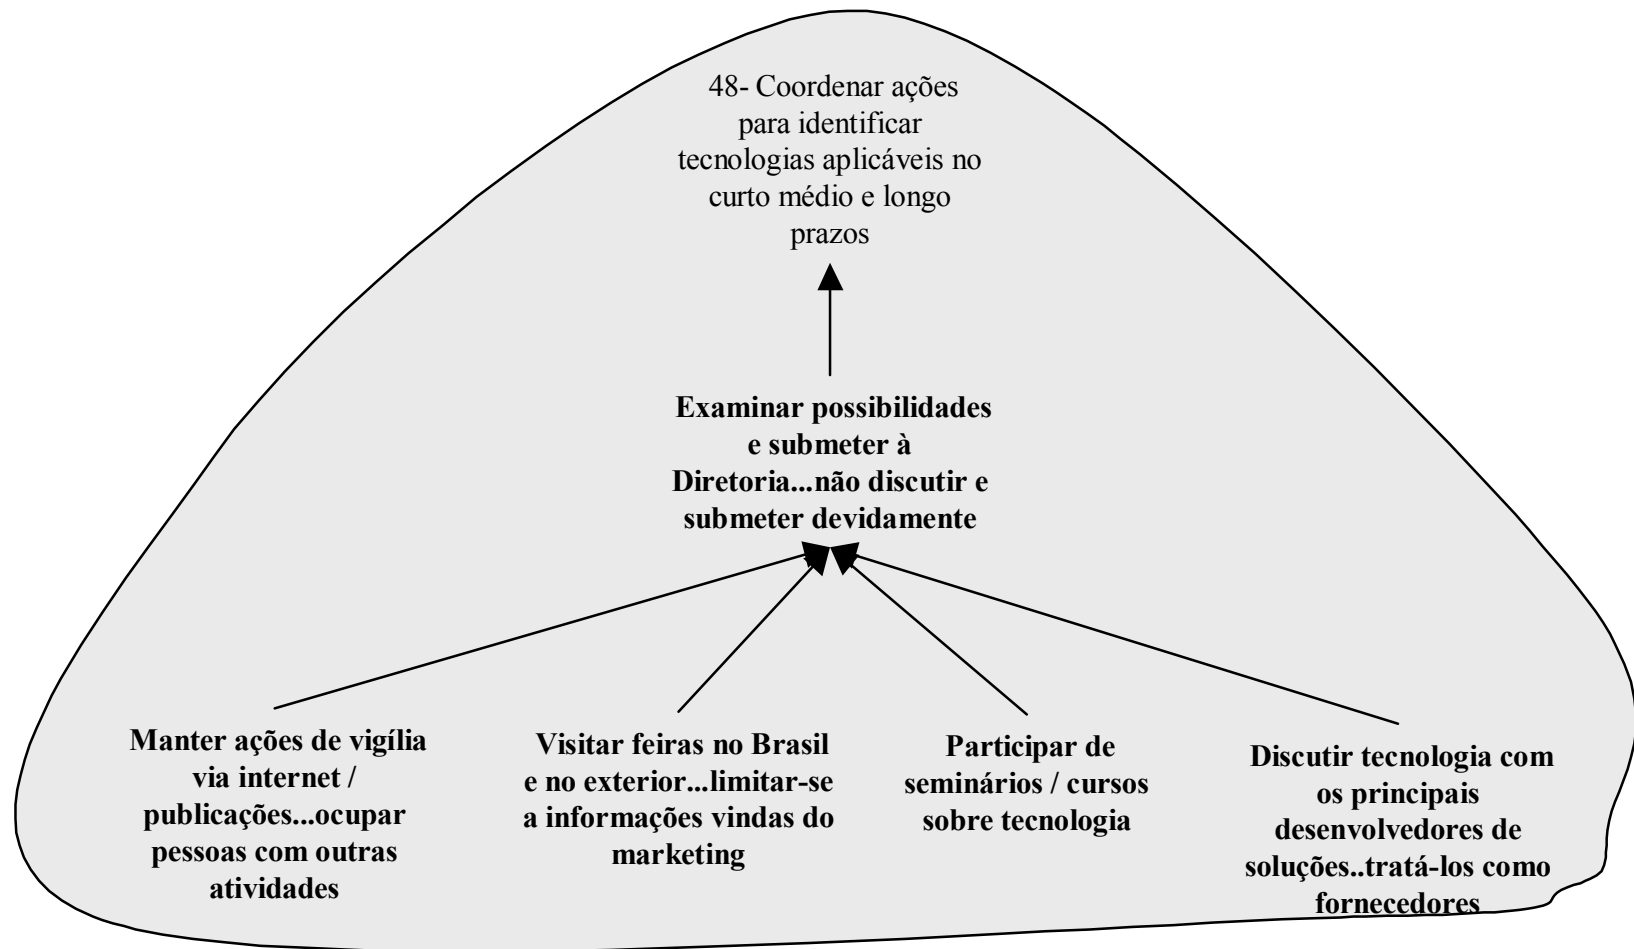 48- Coordenar ações
para identificar
tecnologias aplicáveis no
curto médio e longo
prazos
Examinar possibilidades
e submeter à
Diretoria...não discutir e
submeter devidamente
Manter ações de vigília
via internet /
publicações...ocupar
pessoas com outras
atividades
Visitar feiras no Brasil
e no exterior...limitar-se
a informações vindas do
marketing
Participar de
seminários / cursos
sobre tecnologia
Discutir tecnologia com
os principais
desenvolvedores de
soluções..tratá-los como
fornecedores